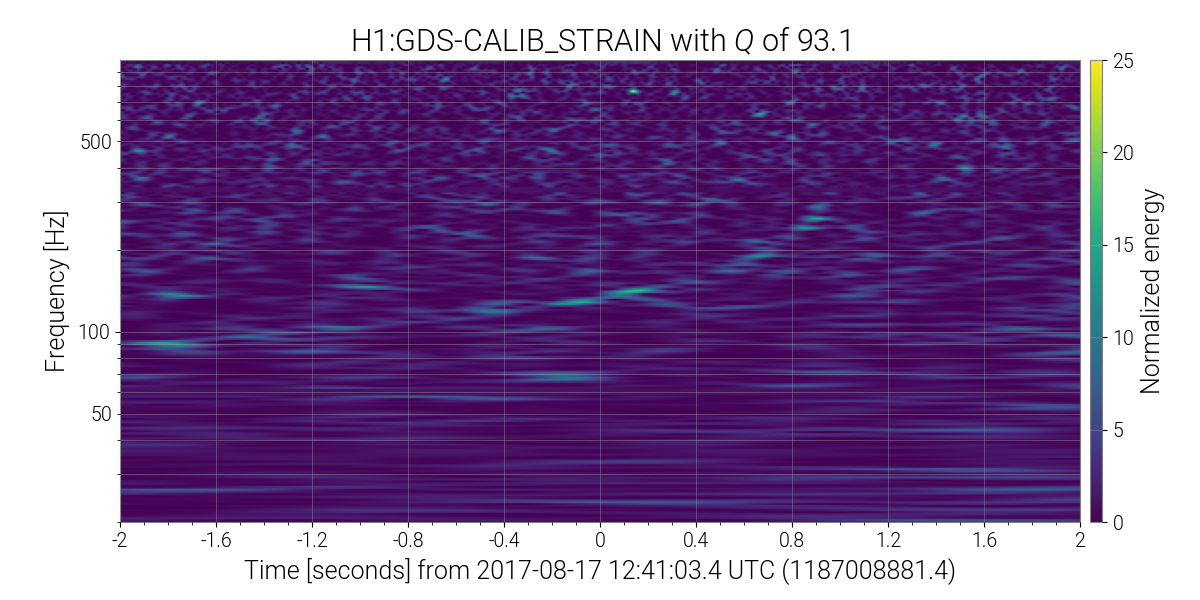 H1:GDS-CALIB_STRAIN with Q of 93.1
25
20
15
10
5
0
Normalized energy
500
100
50
Frequency [Hz]
-2 -1.6 -1.2 -0.8 -0.4 0 0.4 0.8 1.2 1.6 2
Time [seconds] from 2017-08-17 12:41:03.4 UTC (1187008881.4)